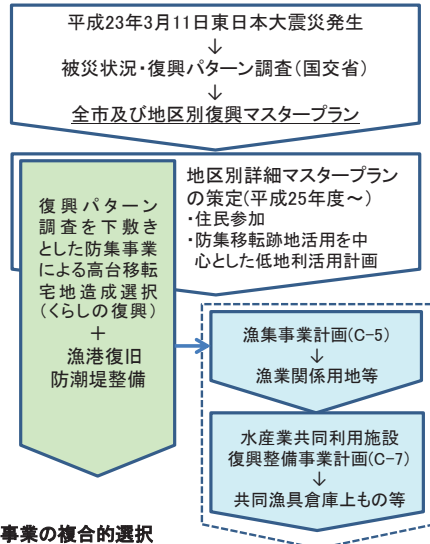 平成23年3月11日東日本大震災発生
↓
被災状況・復興パターン調査(国交省)
↓
全市及び地区別復興マスタープラン
地区別詳細マスタープラン
の策定(平成25年度～)
・住民参加
・防集移転跡地活用を中
心とした低地利活用計画
復興パターン
調査を下敷き
とした防集事業
による高台移転
宅地造成選択
(くらしの復興)
＋
漁港復旧
防潮堤整備
漁集事業計画(C-5)
↓
漁業関係用地等
水産業共同利用施設
復興整備事業計画(C-7)
↓
共同漁具倉庫上もの等
事業の複合的選択